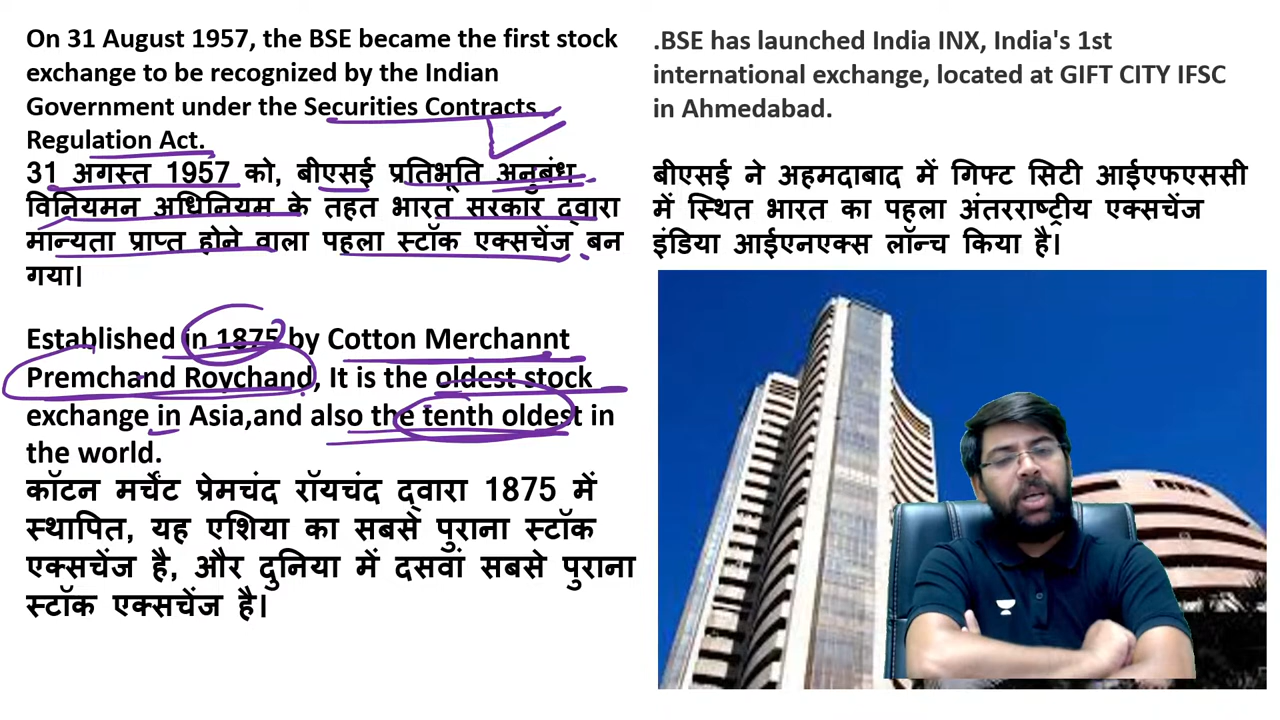 On 31 August 1957, the BSE became the first stock
exchange to be recognized by the Indian
Government under the Securities Contracts
Regulation Act.
31 अगस्त 1957 को, बीएसई प्रतिभूति अनुबंध
विनियमन अधिनियम के तहत भारत सरकार द्वारा
मान्यता प्राप्त होने वाला पहला स्टॉक एक्सचेंज बन
गया।
Established in 1875 by Cotton Merchannt
Premchand Roychand, It is the oldest stock
exchange in Asia,and also the tenth oldest in
the world.
कॉटन मर्चेंट प्रेमचंद रॉयचंद द्वारा 1875 में
स्थापित, यह एशिया का सबसे पुराना स्टॉक
एक्सचेंज है, और दुनिया में दसवां सबसे पुराना
स्टॉक एक्सचेंज है।
.BSE has launched India INX, India's 1st
international exchange, located at GIFT CITY IFSC
in Ahmedabad.
बीएसई ने अहमदाबाद में गिफ्ट सिटी आईएफएससी
में स्थित भारत का पहला अंतरराष्ट्रीय एक्सचेंज
इंडिया आईएनएक्स लॉन्च किया है।